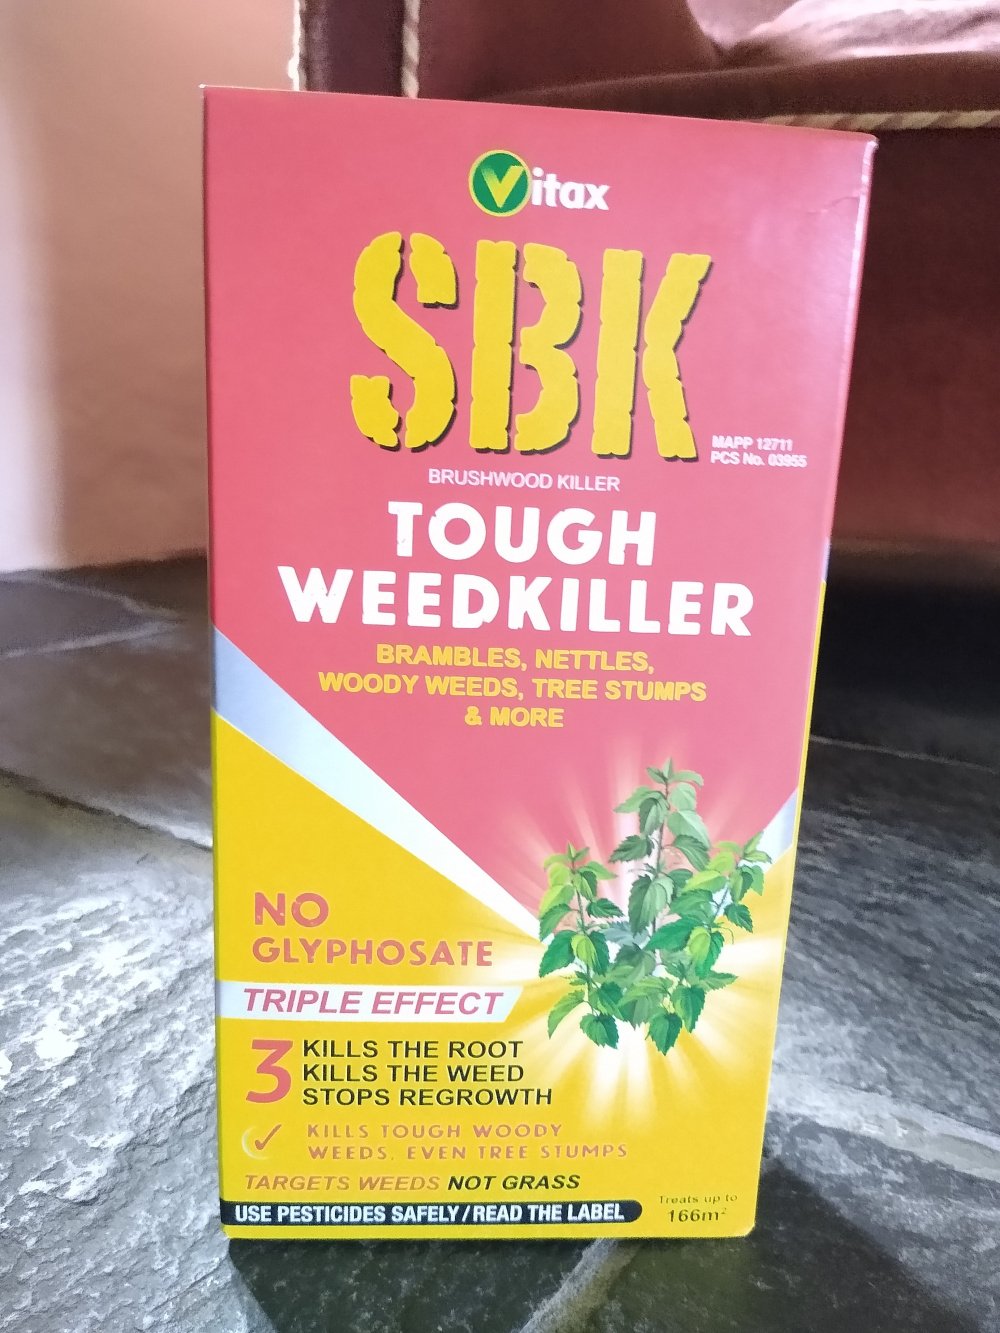 Vitax
SBK
MAPP 12711
PCS No. 03955
BRUSHWOOD KILLER
TOUGH
WEEDKILLER
BRAMBLES, NETTLES,
WOODY WEEDS, TREE STUMPS
& MORE
NO
GLYPHOSATE
TRIPLE EFFECT
3 KILLS THE ROOT
KILLS THE WEED
STOPS REGROWTH
✓ KILLS TOUGH WOODY
WEEDS, EVEN TREE STUMPS
TARGETS WEEDS NOT GRASS
USE PESTICIDES SAFELY/READ THE LABEL
Treats up to
166m²